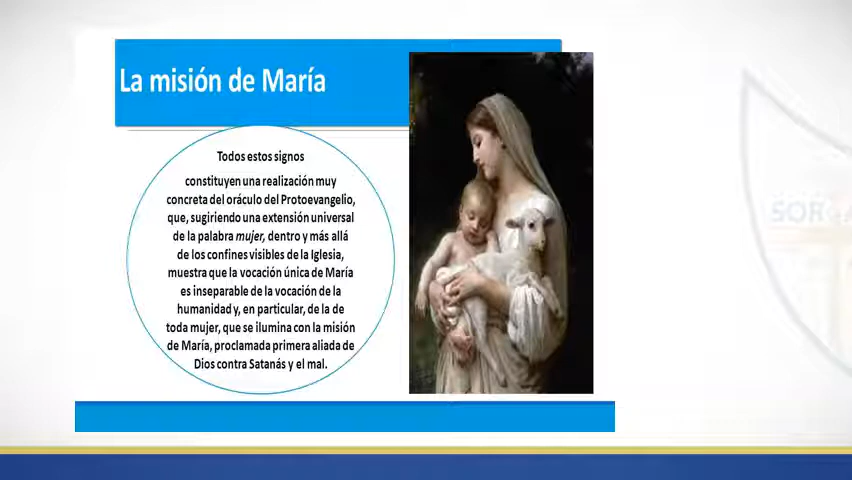 La misión de María
Todos estos signos
constituyen una realización muy
concreta del oráculo del Protoevangelio,
que, sugiriendo una extensión universal
de la palabra mujer, dentro y más allá
de los confines visibles de la Iglesia,
muestra que la vocación única de María
es inseparable de la vocación de la
humanidad y, en particular, de la de
toda mujer, que se ilumina con la misión
de María, proclamada primera aliada de
Dios contra Satanás y el mal.